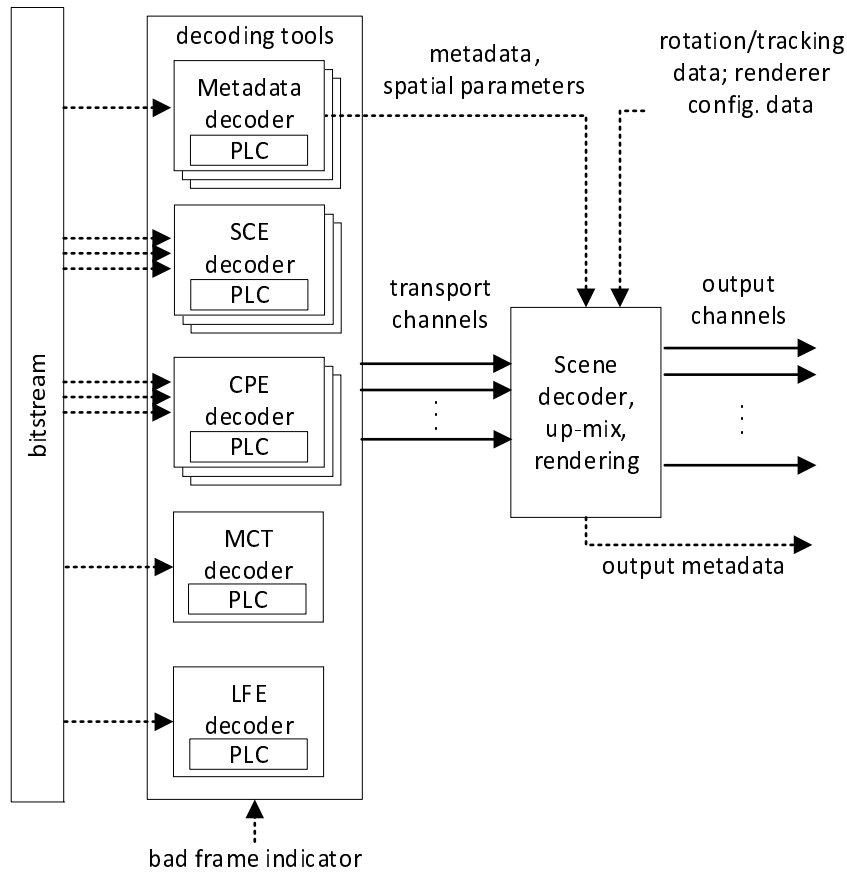 decoding tools
Metadata
decoder
PLC
SCE
decoder
PLC
CPE
decoder
PLC
MCT
decoder
PLC
LFE
decoder
PLC
bitstream
bad frame indicator
metadata,
spatial parameters
rotation/tracking
data; renderer
config. data
transport
channels
Scene
decoder,
up-mix,
rendering
output
channels
output metadata